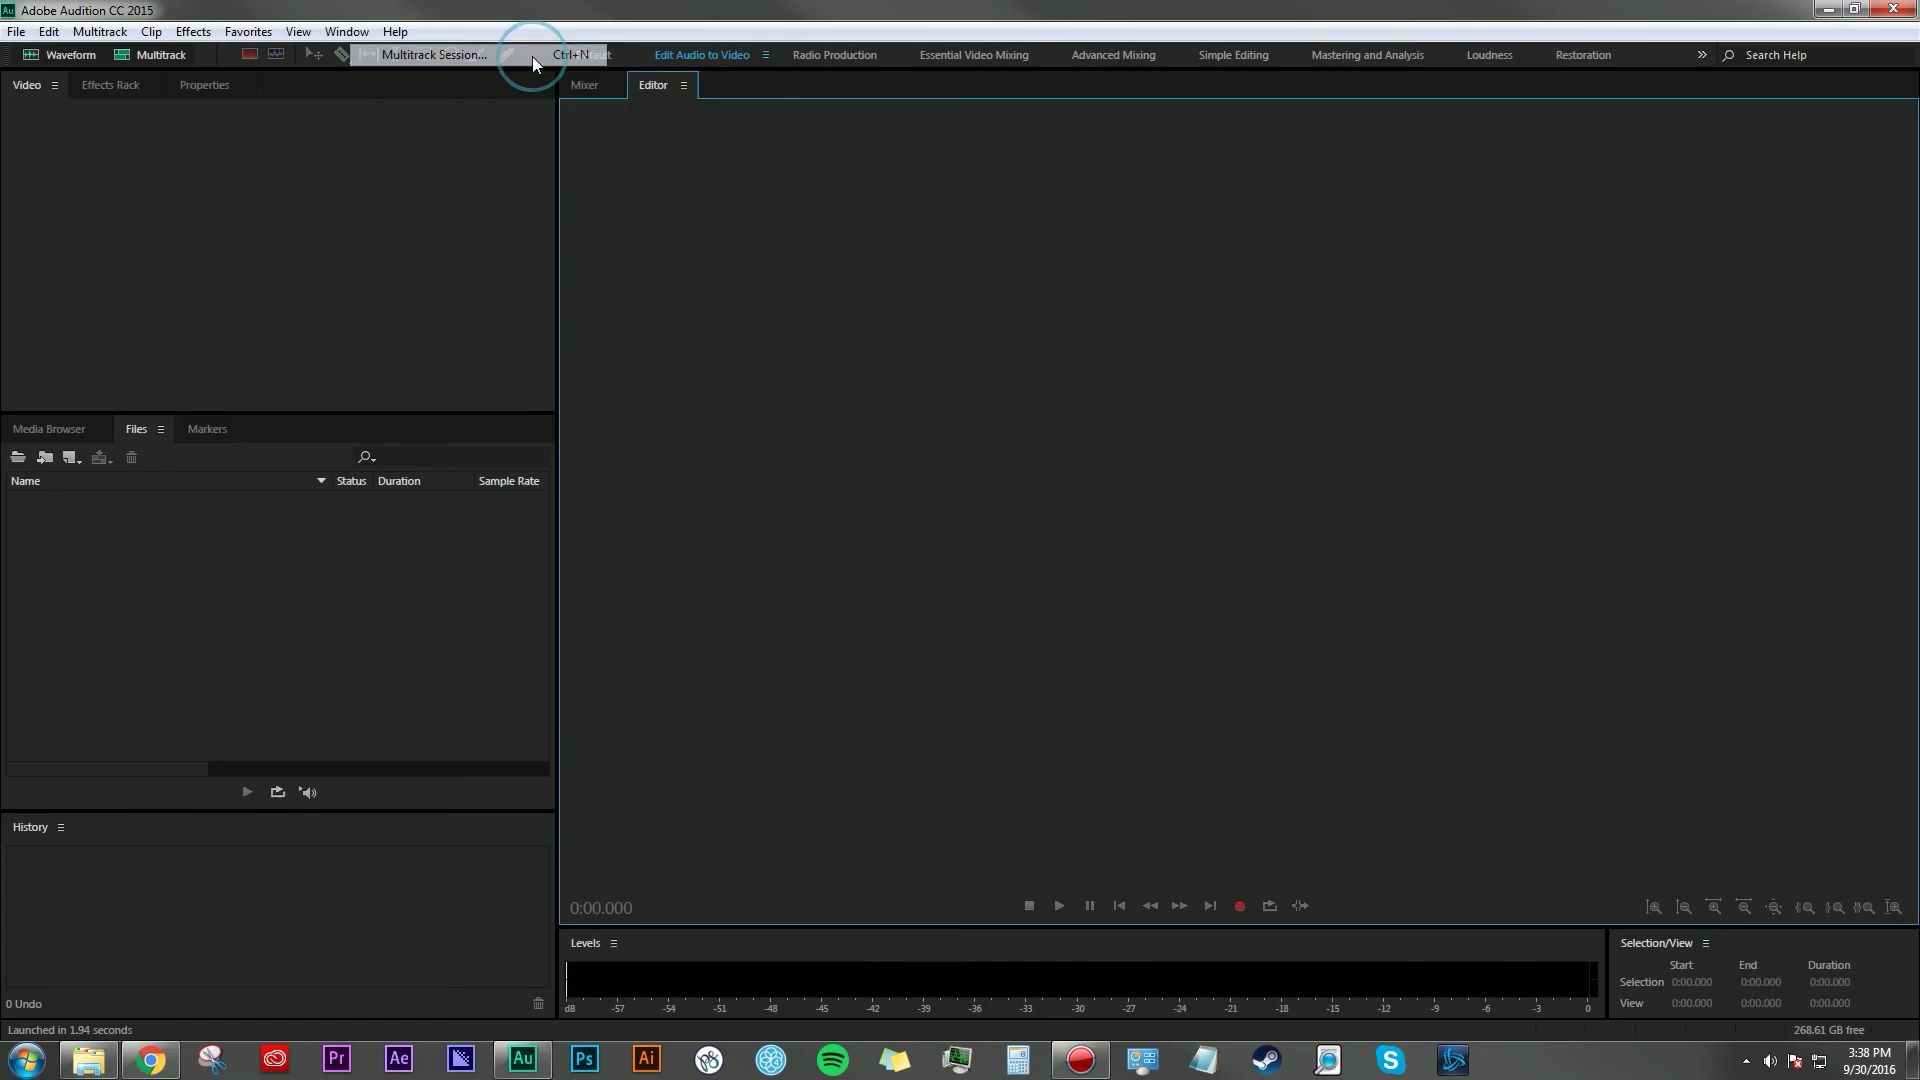 Au Adobe Audition CC 2015
File Edit Multitrack Clip Effects Favorites View Window Help
Waveform Multitrack Multitrack Session... Ctrl+N Edit Audio to Video Radio Production Essential Video Mixing Advanced Mixing Simple Editing Mastering and Analysis Loudness Restoration Search Help
Video Effects Rack Properties
Mixer Editor
Media Browser Files Markers
Name Status Duration Sample Rate
History
0:00.000
Levels
Selection/View
Start End Duration
Selection 0:00.000 0:00.000 0:00.000
View 0:00.000 0:00.000 0:00.000
dB -57 -54 -51 -48 -45 -42 -39 -36 -33 -30 -27 -24 -21 -18 -15 -12 -9 -6 -3 0
0 Undo
Launched in 1.94 seconds
268.61 GB free
Pr Ae Au Ps Ai
3:38 PM
9/30/2016